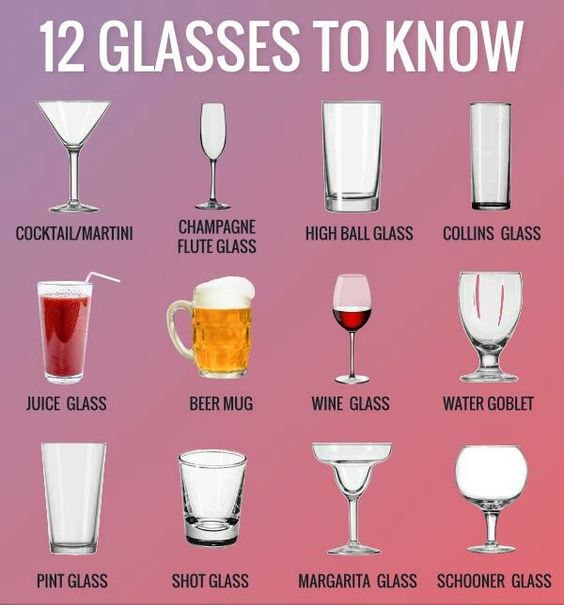 12 GLASSES TO KNOW
COCKTAIL/MARTINI
CHAMPAGNE
FLUTE GLASS
HIGH BALL GLASS
COLLINS GLASS
JUICE GLASS
BEER MUG
WINE GLASS
WATER GOBLET
PINT GLASS
SHOT GLASS
MARGARITA GLASS
SCHOONER GLASS